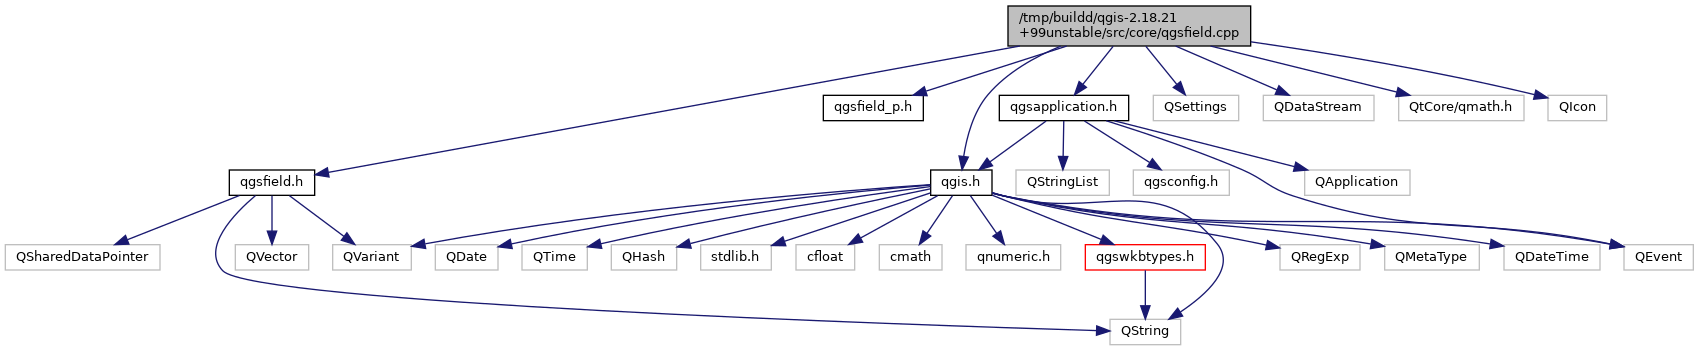 /tmp/buildd/qgis-2.18.21
+99unstable/src/core/qgsfield.cpp
qgsfield_p.h
qgsapplication.h
QSettings
QDataStream
QtCore/qmath.h
QIcon
qgsfield.h
qgis.h
QStringList
qgsconfig.h
QApplication
QSharedDataPointer
QVector
QVariant
QDate
QTime
QHash
stdlib.h
cfloat
cmath
qnumeric.h
qgswkbtypes.h
QRegExp
QMetaType
QDateTime
QEvent
QString